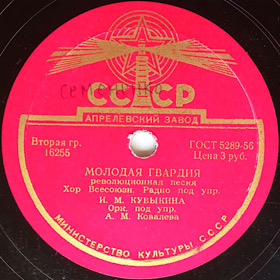 СССР
АПРЕЛЕВСКИЙ ЗАВОД
Вторая гр. ГОСТ 5289-56
16255 Цена 3 руб.
МОЛОДАЯ ГВАРДИЯ
революционная песня
Хор Всесоюзн. Радио под упр.
И. М. КУВЫКИНА
Орк. под упр.
А. М. Ковалева
МИНИСТЕРСТВО КУЛЬТУРЫ СССР